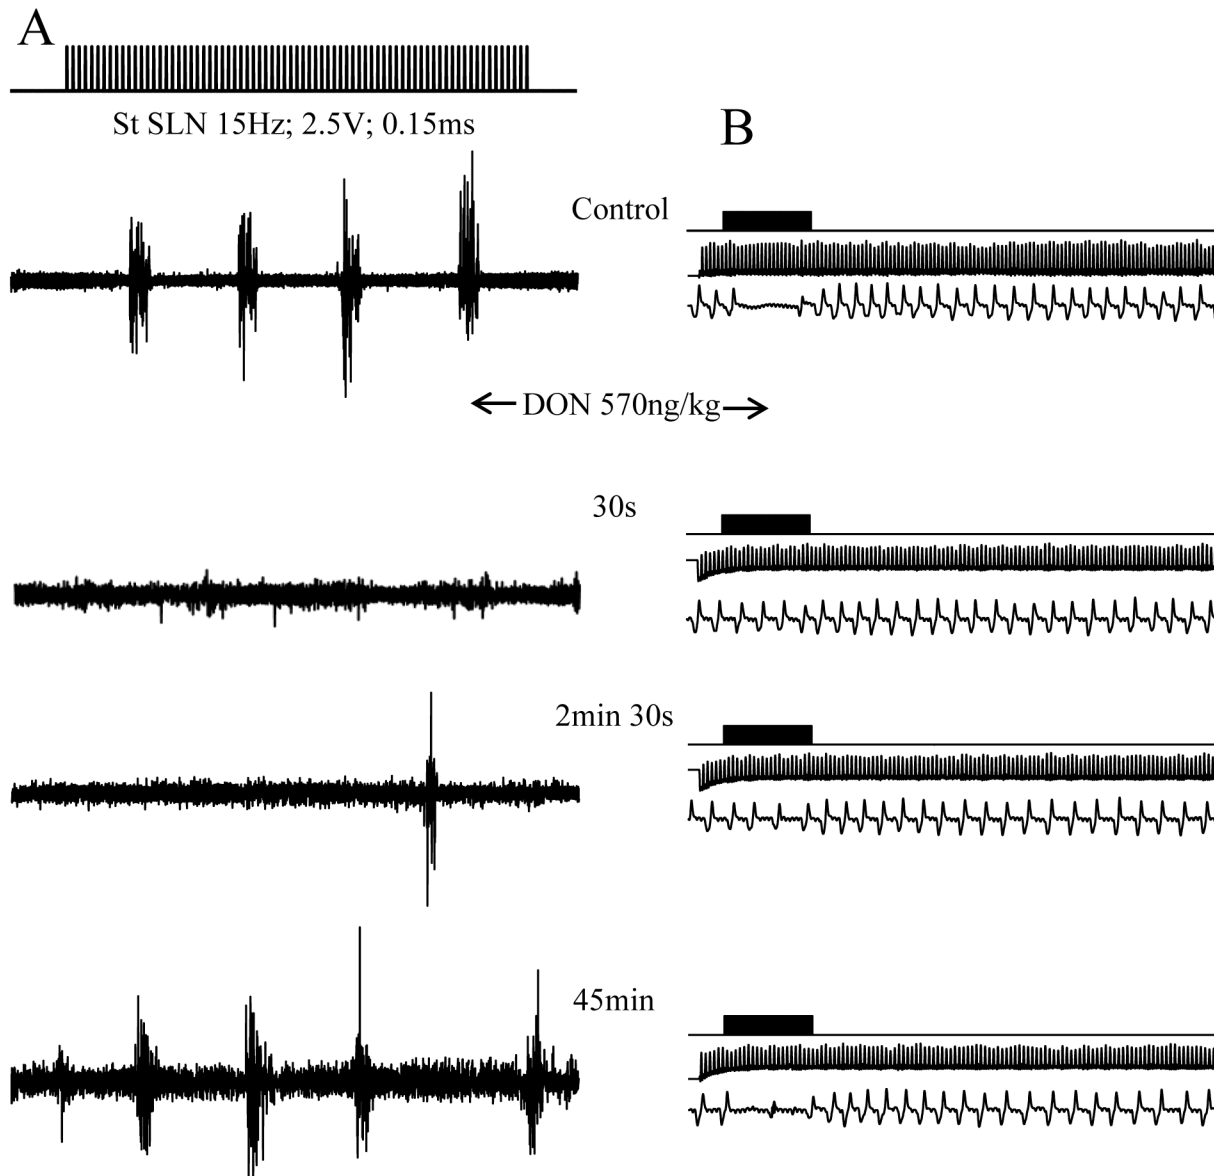 A
St SLN 15Hz; 2.5V; 0.15ms
B
Control
DON 570ng/kg
30s
2min 30s
45min